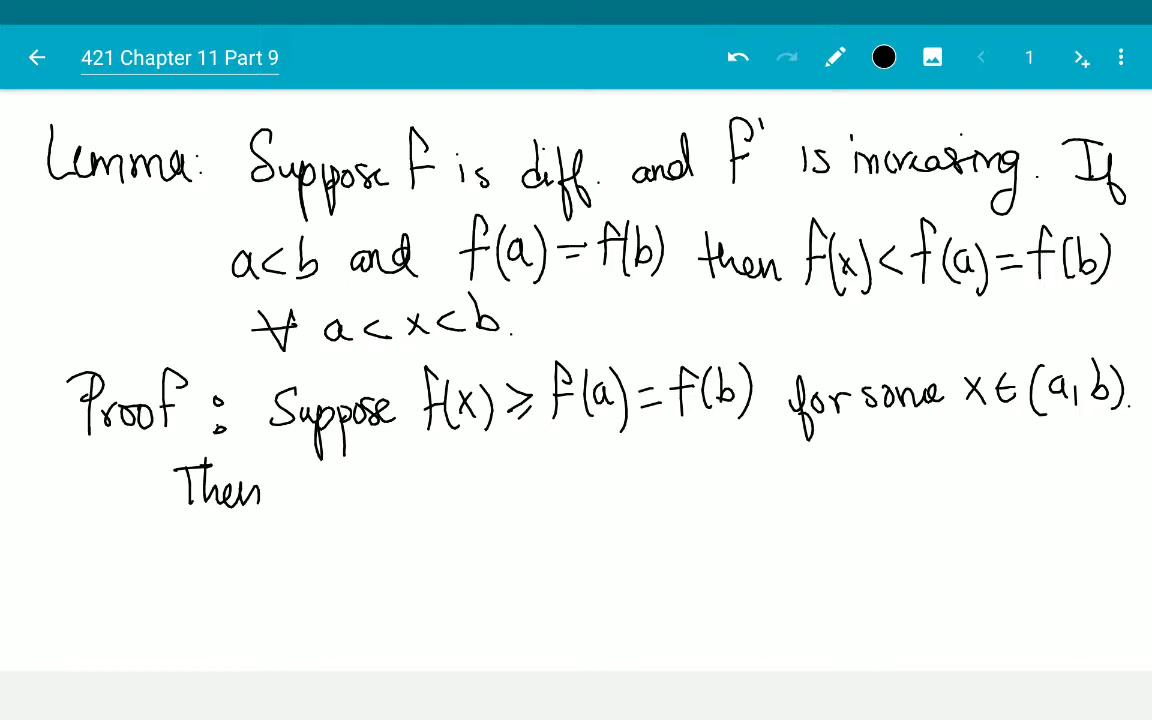 421 Chapter 11 Part 9
1
Lemma: Suppose f is diff. and f' is increasing. If
a<b and f(a)=f(b) then f(x)<f(a)=f(b)
∀ a<x<b.
Proof: Suppose f(x)≥f(a)=f(b) for some x∈(a,b).
Then